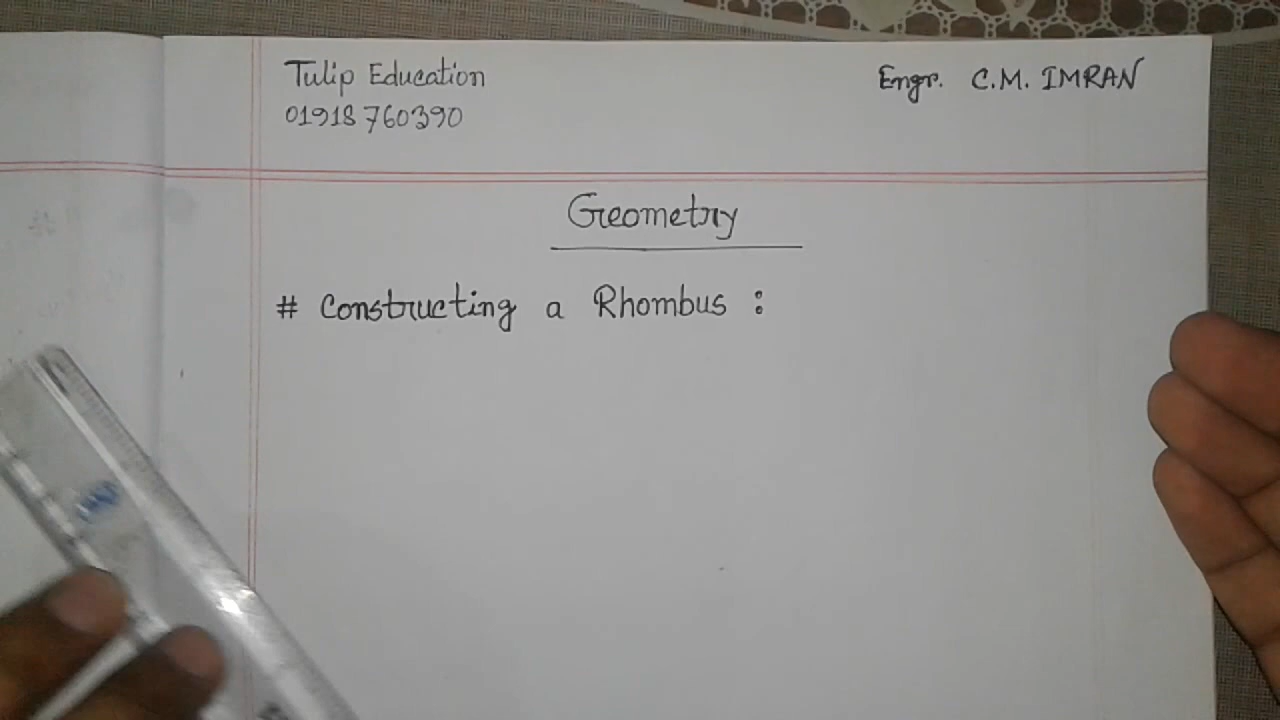 Tulip Education
01918760390
Engr. C.M. IMRAN
Geometry
# Constructing a Rhombus :